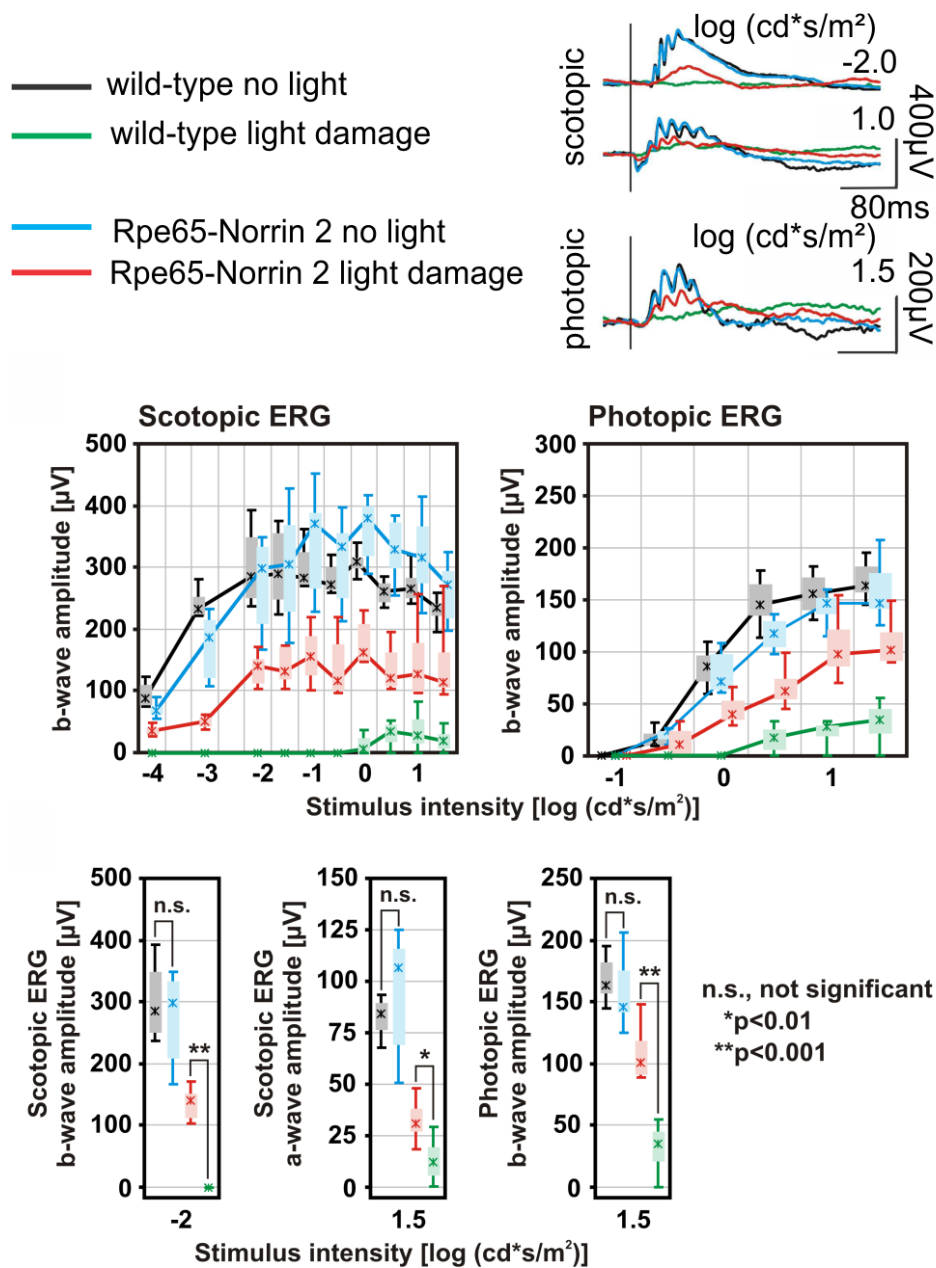 wild-type no light
wild-type light damage
Rpe65-Norrin 2 no light
Rpe65-Norrin 2 light damage
log (cd*s/m²)
scotopic
-2.0
1.0
400µV
80ms
log (cd*s/m²)
photopic
1.5
200µV
Scotopic ERG
b-wave amplitude [µV]
500
400
300
200
100
0
-4 -3 -2 -1 0 1
Photopic ERG
b-wave amplitude [µV]
300
250
200
150
100
50
0
-1 0 1
Stimulus intensity [log (cd*s/m²)]
Scotopic ERG
b-wave amplitude [µV]
500
400
300
200
100
0
n.s.
**
-2
Scotopic ERG
a-wave amplitude [µV]
150
125
100
75
50
25
0
n.s.
*
1.5
Photopic ERG
b-wave amplitude [µV]
250
200
150
100
50
0
n.s.
**
1.5
Stimulus intensity [log (cd*s/m²)]
n.s., not significant
*p<0.01
**p<0.001